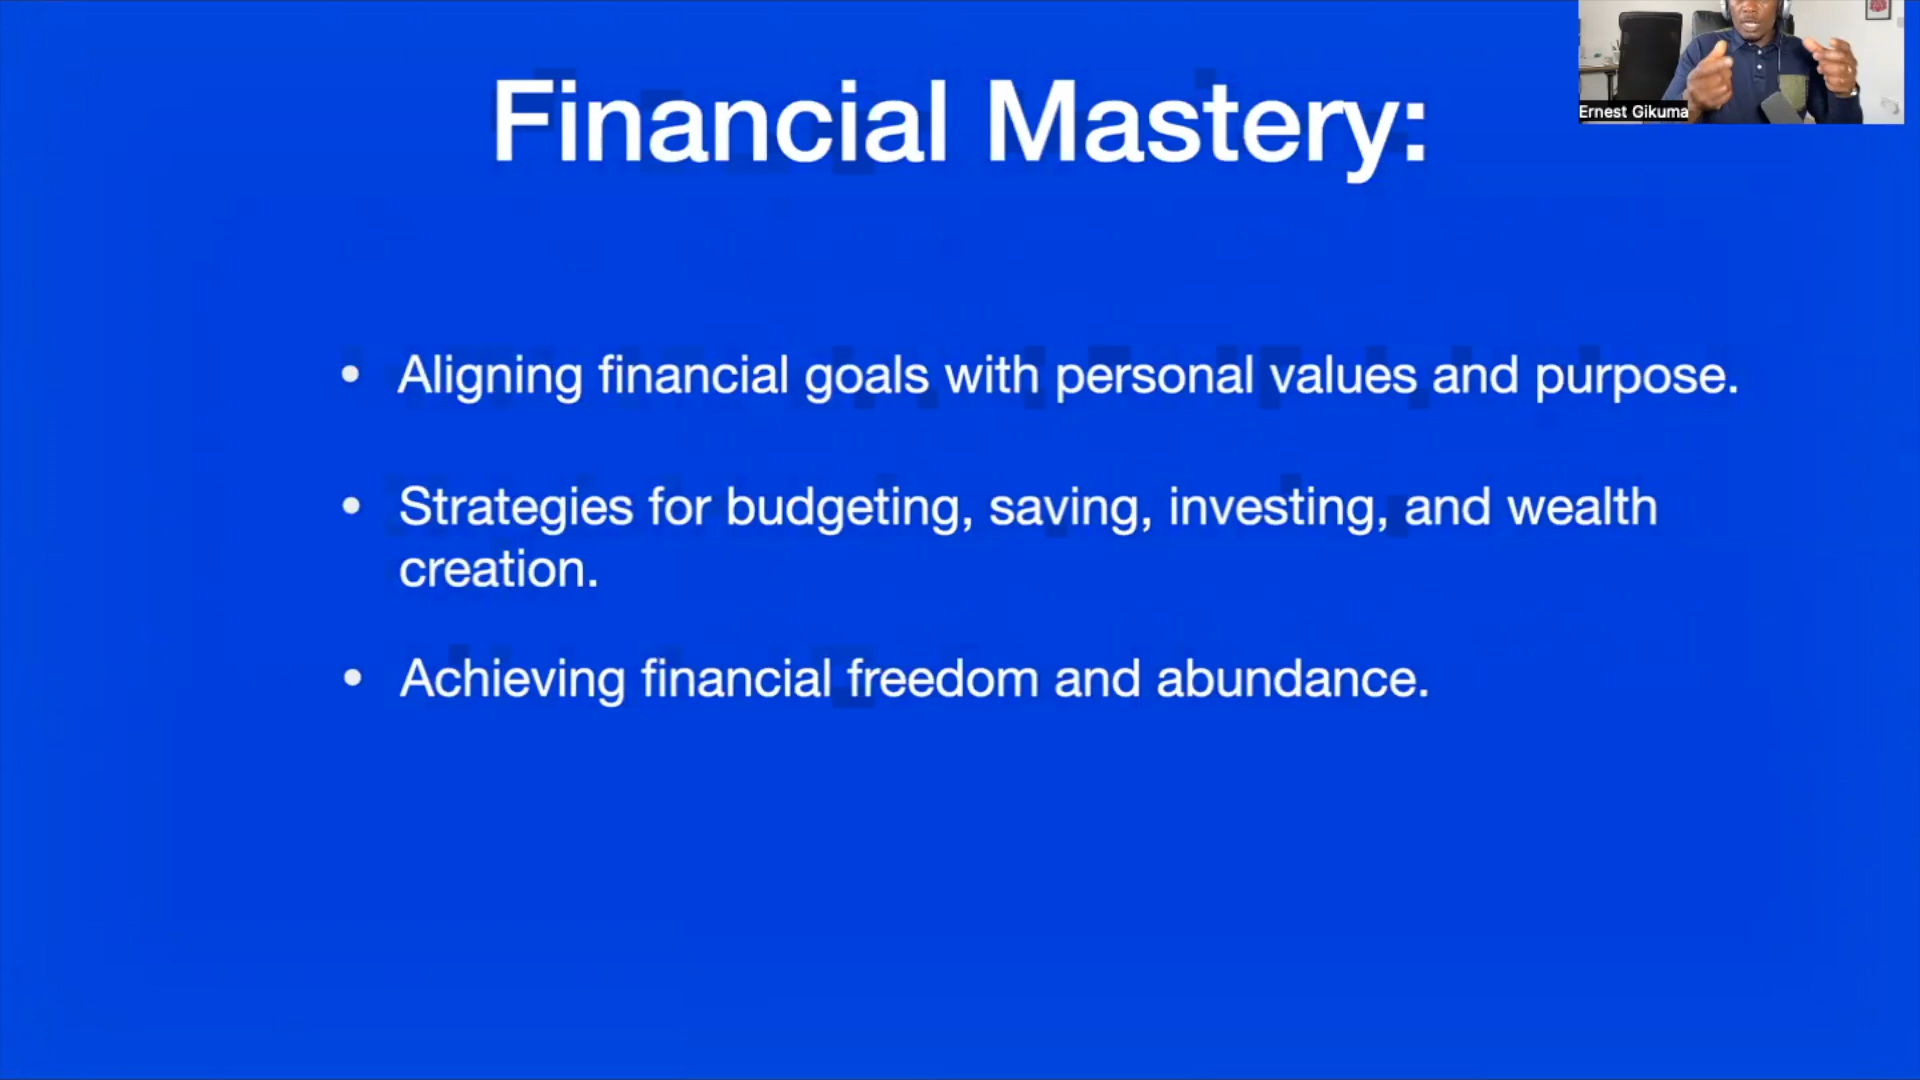 Financial Mastery:
Ernest Gikuma
• Aligning financial goals with personal values and purpose.
• Strategies for budgeting, saving, investing, and wealth
creation.
• Achieving financial freedom and abundance.